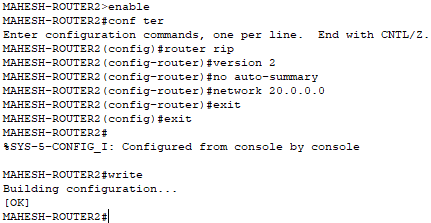 MAHESH-ROUTER2>enable
MAHESH-ROUTER2#conf ter
Enter configuration commands, one per line.  End with CNTL/Z.
MAHESH-ROUTER2(config)#router rip
MAHESH-ROUTER2(config-router)#version 2
MAHESH-ROUTER2(config-router)#no auto-summary
MAHESH-ROUTER2(config-router)#network 20.0.0.0
MAHESH-ROUTER2(config-router)#exit
MAHESH-ROUTER2(config)#exit
MAHESH-ROUTER2#
%SYS-5-CONFIG_I: Configured from console by console

MAHESH-ROUTER2#write
Building configuration...
[OK]
MAHESH-ROUTER2#